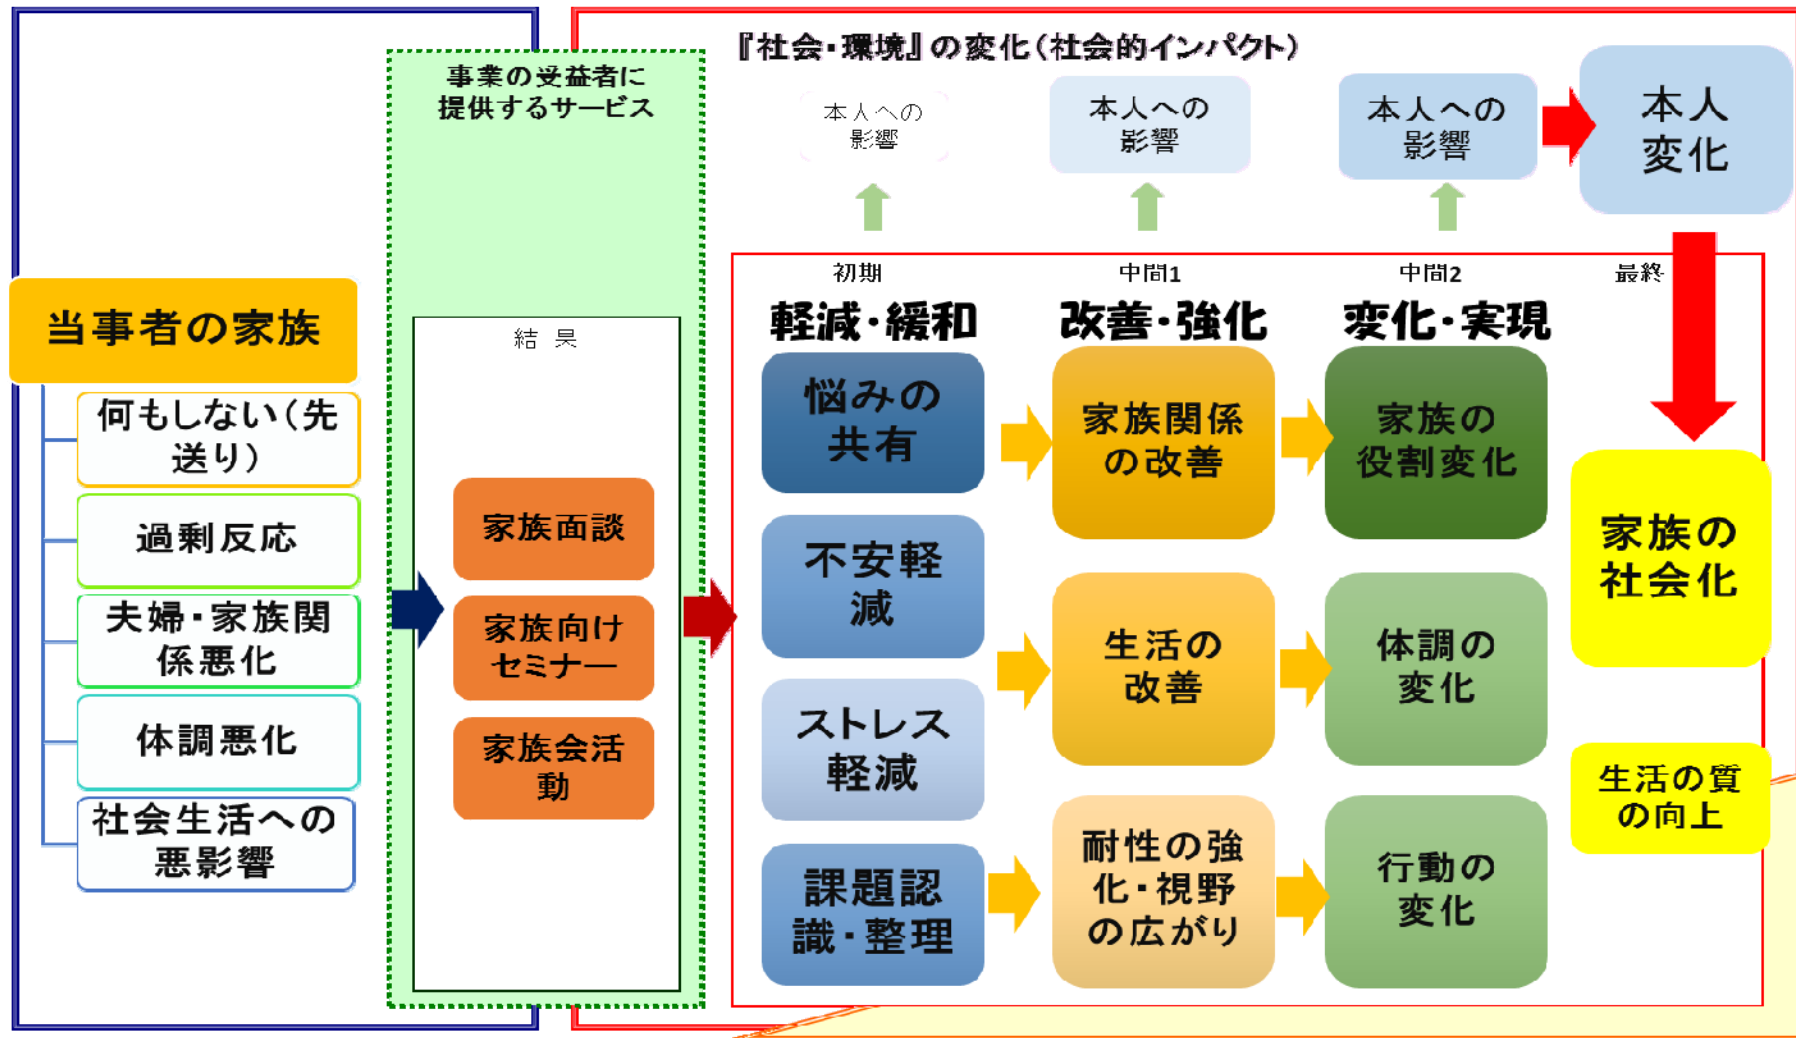 『社会・環境』の変化(社会的インパクト)
当事者の家族
何もしない(先
送り)
過剰反応
夫婦・家族関
係悪化
体調悪化
社会生活への
悪影響
事業の受益者に
提供するサービス
結 果
家族面談
家族向け
セミナー
家族会活
動
本人への
影響
本人への
影響
本人への
影響
本人
変化
初期
軽減・緩和
悩みの
共有
不安軽
減
ストレス
軽減
課題認
識・整理
中間1
改善・強化
家族関係
の改善
生活の
改善
耐性の強
化・視野
の広がり
中間2
変化・実現
家族の
役割変化
体調の
変化
行動の
変化
最終
家族の
社会化
生活の質
の向上